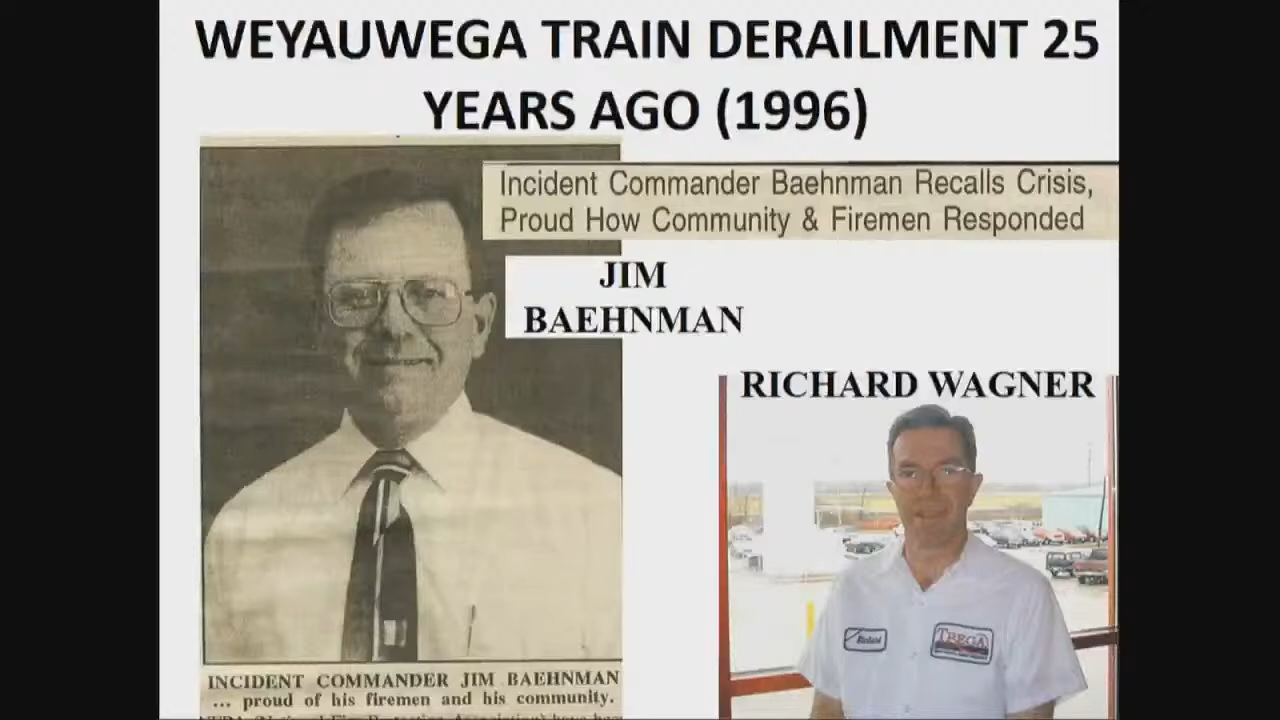 WEYAUWEGA TRAIN DERAILMENT 25
YEARS AGO (1996)
Incident Commander Baehnman Recalls Crisis,
Proud How Community & Firemen Responded
JIM
BAEHNMAN
RICHARD WAGNER
Richard
TREGA
INCIDENT COMMANDER JIM BAEHNMAN
... proud of his firemen and his community.